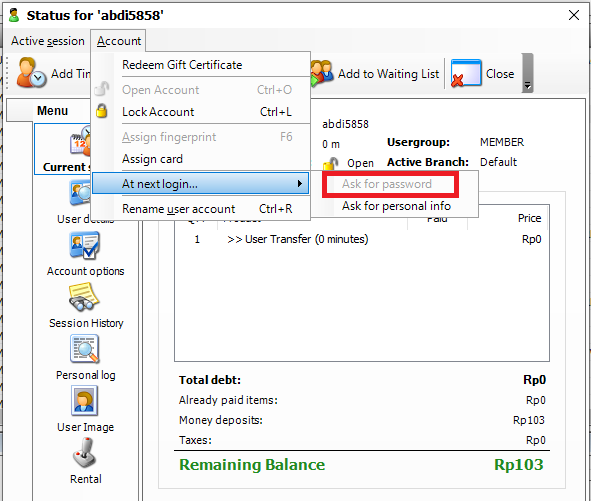 Status for 'abdi5858'
Active session Account
Add Tim
Add to Waiting List
Close
Redeem Gift Certificate
Open Account Ctrl+O
Lock Account Ctrl+L
Assign fingerprint F6
Assign card
At next login...
Rename user account Ctrl+R
Ask for password
Ask for personal info
Menu
Current s
User details
Account options
Session History
Personal log
User Image
Rental
abdi5858
0 m
Usergroup: MEMBER
Open
Active Branch: Default
Price
1 >> User Transfer (0 minutes) Rp0
Total debt: Rp0
Already paid items: Rp0
Money deposits: Rp103
Taxes: Rp0
Remaining Balance Rp103